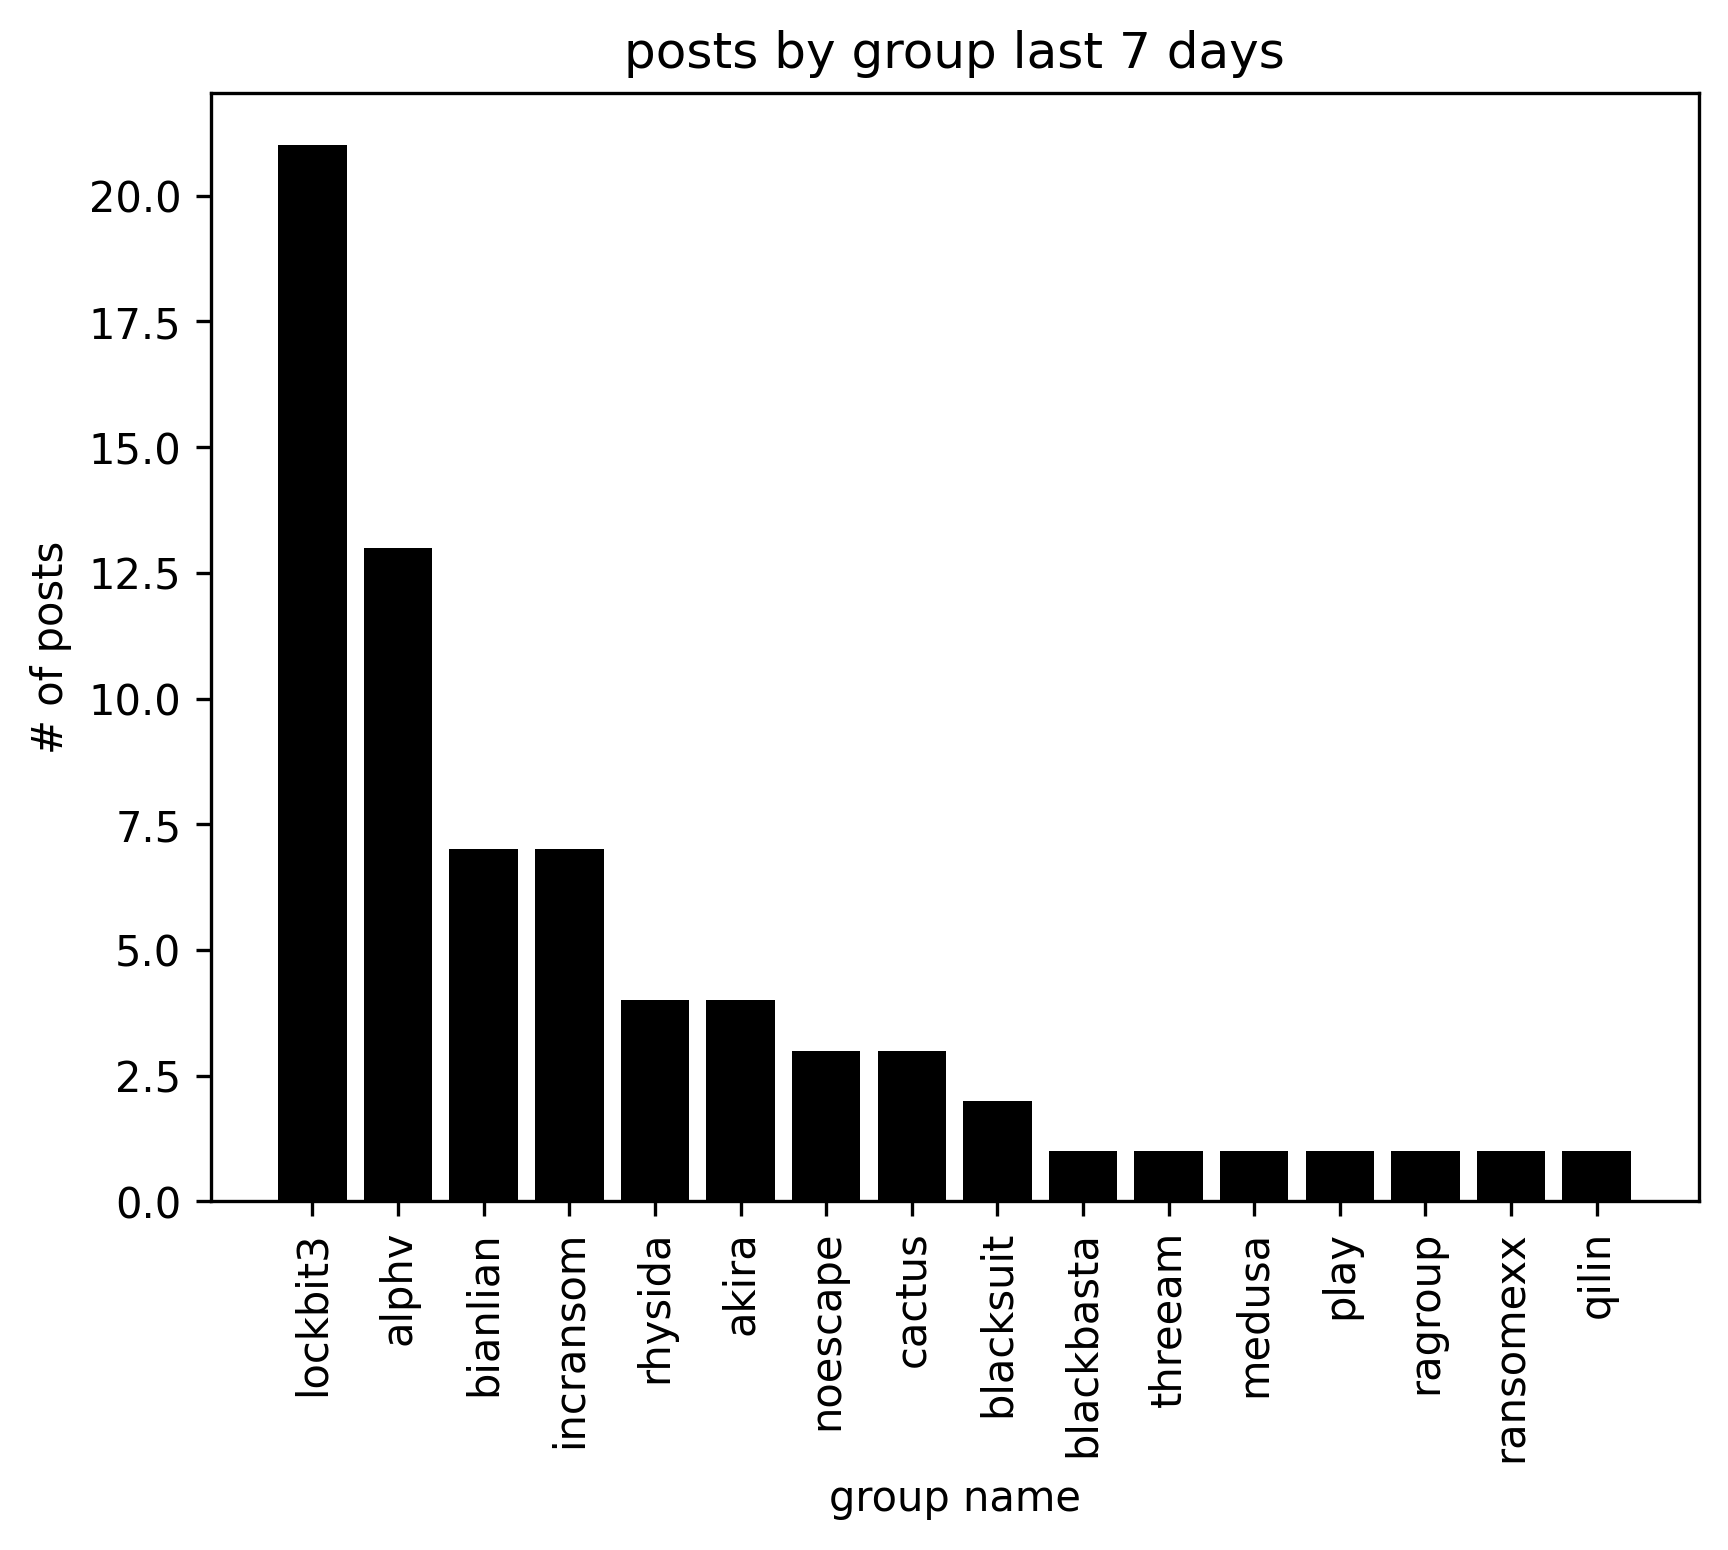 posts by group last 7 days
# of posts
20.0
17.5
15.0
12.5
10.0
7.5
5.0
2.5
0.0
lockbit3
alphv
bianlian
incransom
rhysida
akira
noescape
cactus
blacksuit
blackbasta
threeam
medusa
play
ragroup
ransomexx
qilin
group name